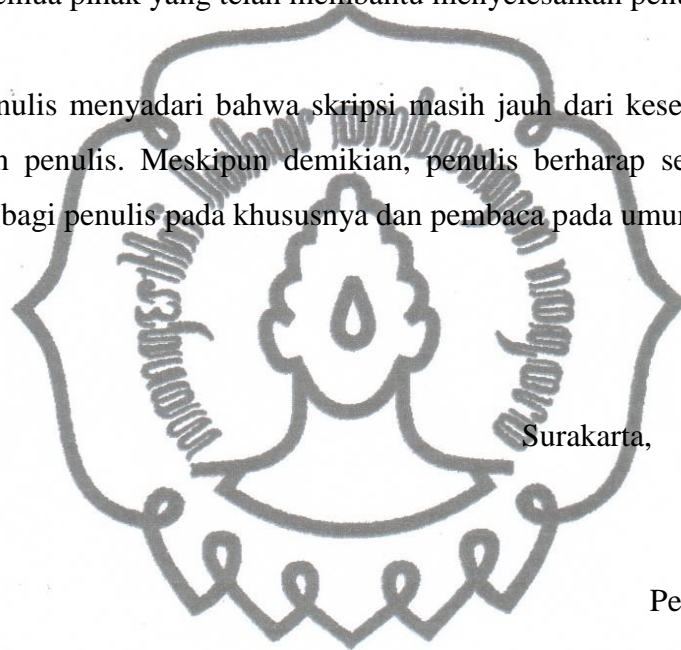 emua pihak yang telah membantu menyelesaikan pen
nulis menyadari bahwa skripsi masih jauh dari kese
n penulis. Meskipun demikian, penulis berharap se
bagi penulis pada khususnya dan pembaca pada umu
Surakarta,
Pe